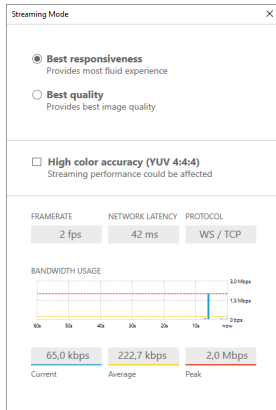 Streaming Mode
Best responsiveness
Provides most fluid experience
Best quality
Provides best image quality
High color accuracy (YUV 4:4:4)
Streaming performance could be affected
FRAMERATE NETWORK LATENCY PROTOCOL
2 fps 42 ms WS / TCP
BANDWIDTH USAGE
3,0 Mbps
1,5 Mbps
0 bps
60s 50s 40s 30s 20s 10s now
65,0 kbps 222,7 kbps 2,0 Mbps
Current Average Peak